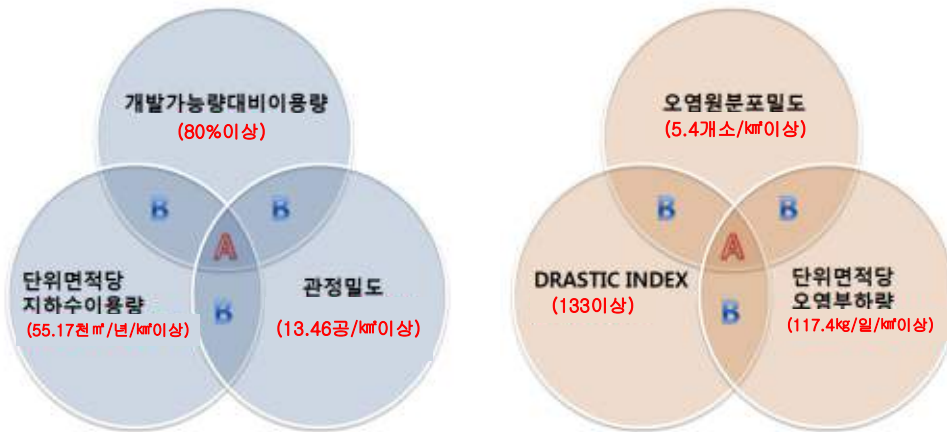 개발가능량대비이용량
(80%이상)
B
B
A
단위면적당
지하수이용량
(55.17천㎥/년/㎢이상)
B
관정밀도
(13.46공/㎢이상)
오염원분포밀도
(5.4개소/㎢이상)
B
B
A
DRASTIC INDEX
(133이상)
B
단위면적당
오염부하량
(117.4kg/일/㎢이상)